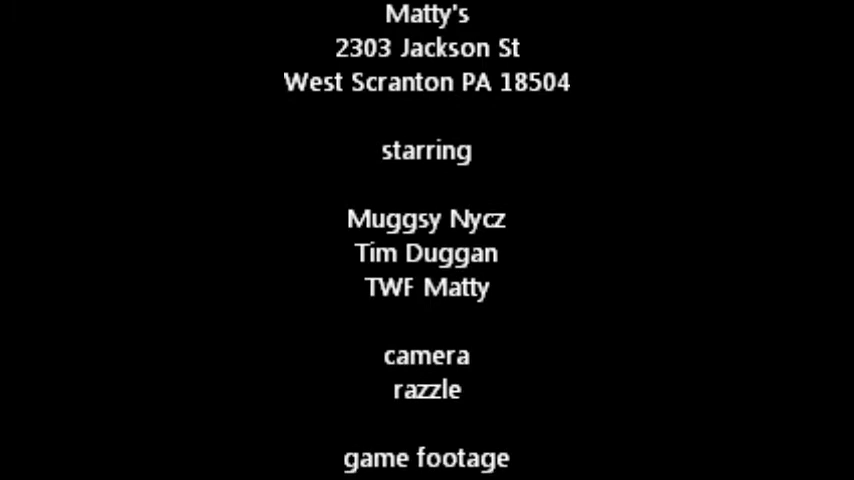 Matty's
2303 Jackson St
West Scranton PA 18504
starring
Muggsy Nycz
Tim Duggan
TWF Matty
camera
razzle
game footage